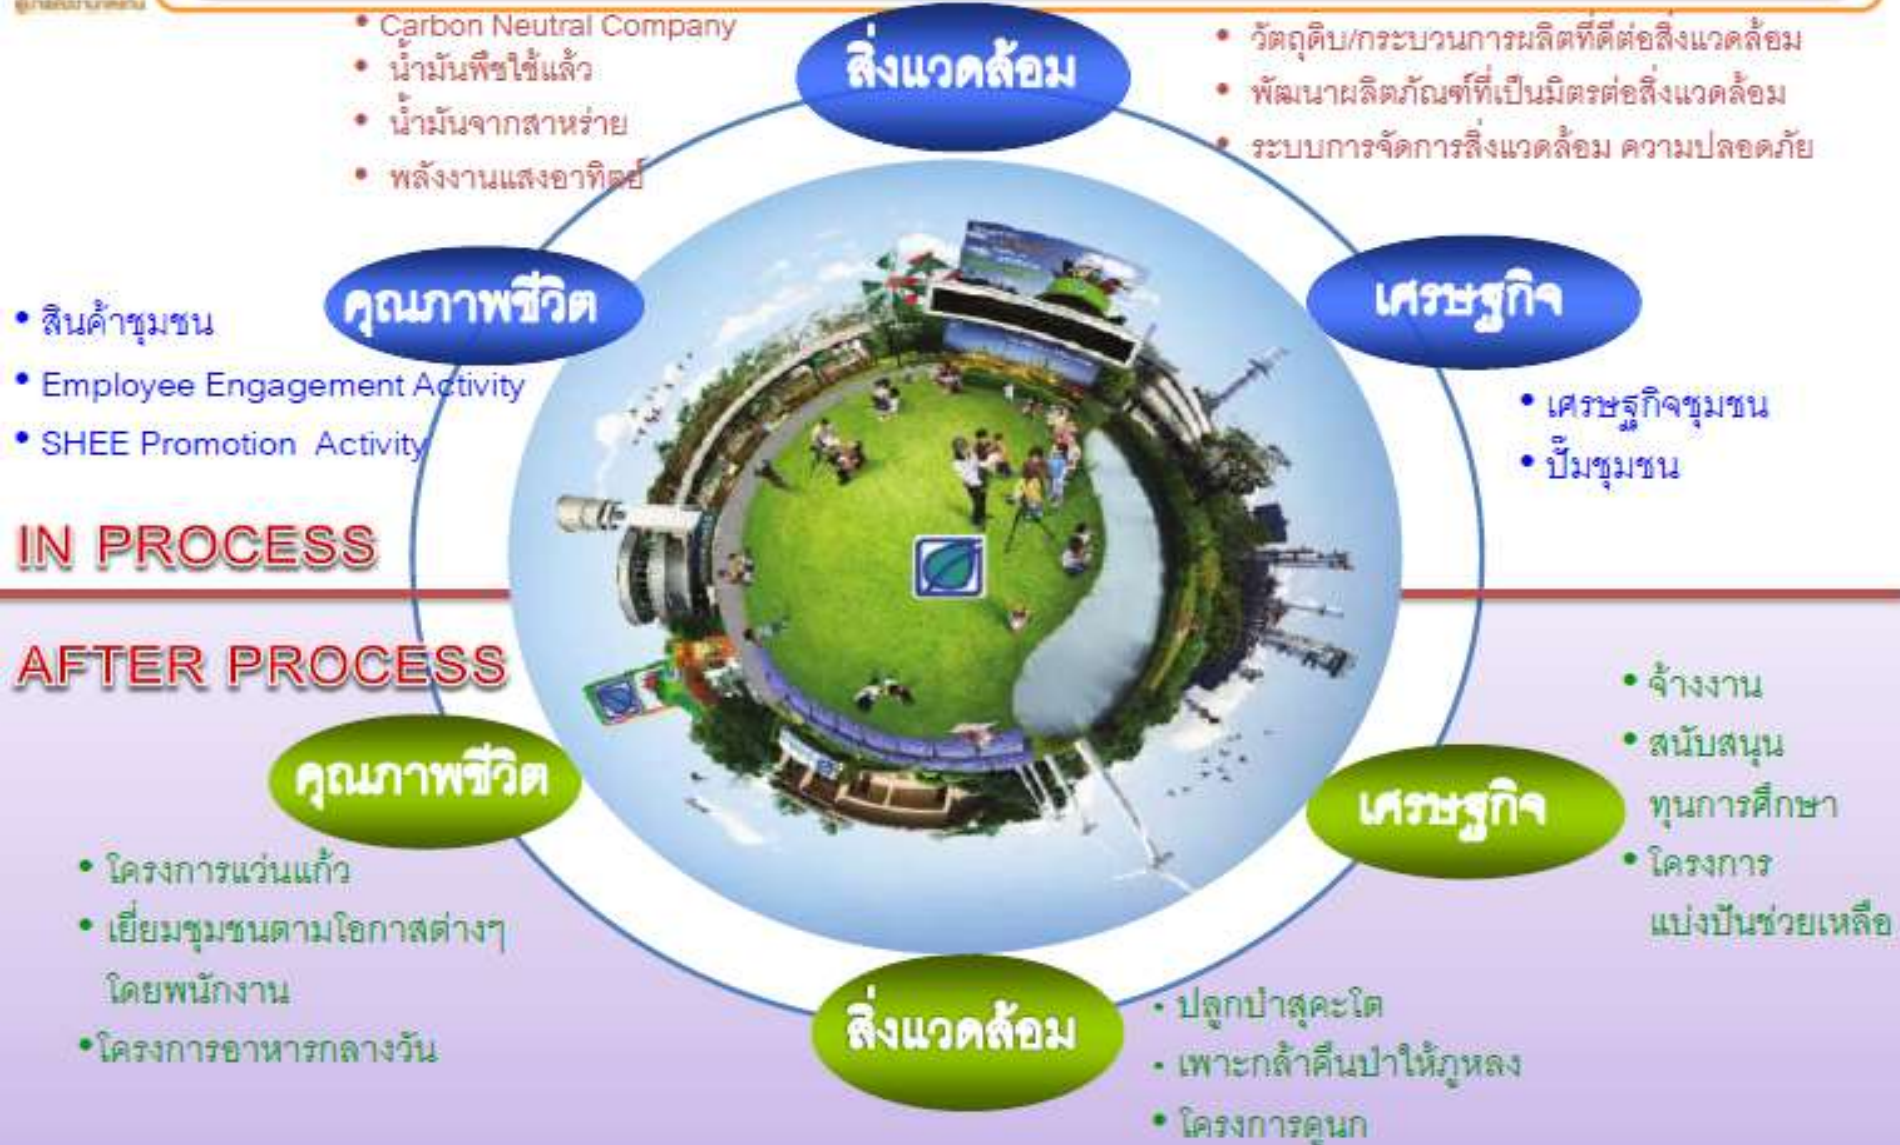 สิ่งแวดล้อม
• Carbon Neutral Company
• น้ำมันพืชใช้แล้ว
• น้ำมันจากสาหร่าย
• พลังงานแสงอาทิตย์
• วัตถุดิบ/กระบวนการผลิตที่ดีต่อสิ่งแวดล้อม
• พัฒนาผลิตภัณฑ์ที่เป็นมิตรต่อสิ่งแวดล้อม
• ระบบการจัดการสิ่งแวดล้อม ความปลอดภัย
คุณภาพชีวิต
• สินค้าชุมชน
• Employee Engagement Activity
• SHEE Promotion Activity
เศรษฐกิจ
• เศรษฐกิจชุมชน
• ปั๊มชุมชน
IN PROCESS
AFTER PROCESS
คุณภาพชีวิต
• โครงการแว่นแก้ว
• เยี่ยมชุมชนตามโอกาสต่างๆ
โดยพนักงาน
•โครงการอาหารกลางวัน
เศรษฐกิจ
• จ้างงาน
• สนับสนุน
ทุนการศึกษา
• โครงการ
แบ่งปันช่วยเหลือ
สิ่งแวดล้อม
- ปลูกป่าสุคะโต
- เพาะกล้าคืนป่าให้ภูหลง
• โครงการดูนก